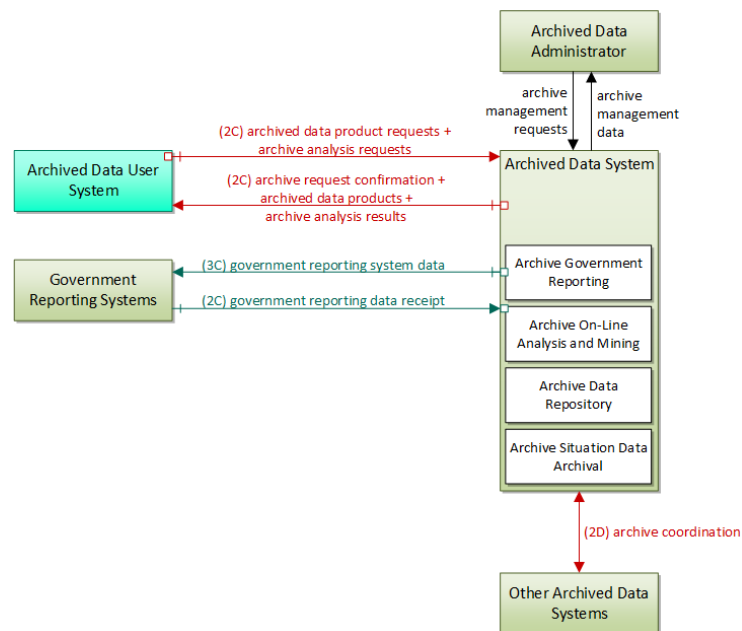 Archived Data
Administrator
archive
management
requests
archive
management
data
(2C) archived data product requests +
archive analysis requests
Archived Data User
System
Archived Data System
(2C) archive request confirmation +
archived data products +
archive analysis results
(3C) government reporting system data
Government
Reporting Systems
(2C) government reporting data receipt
Archive Government
Reporting
Archive On-Line
Analysis and Mining
Archive Data
Repository
Archive Situation Data
Archival
(2D) archive coordination
Other Archived Data
Systems